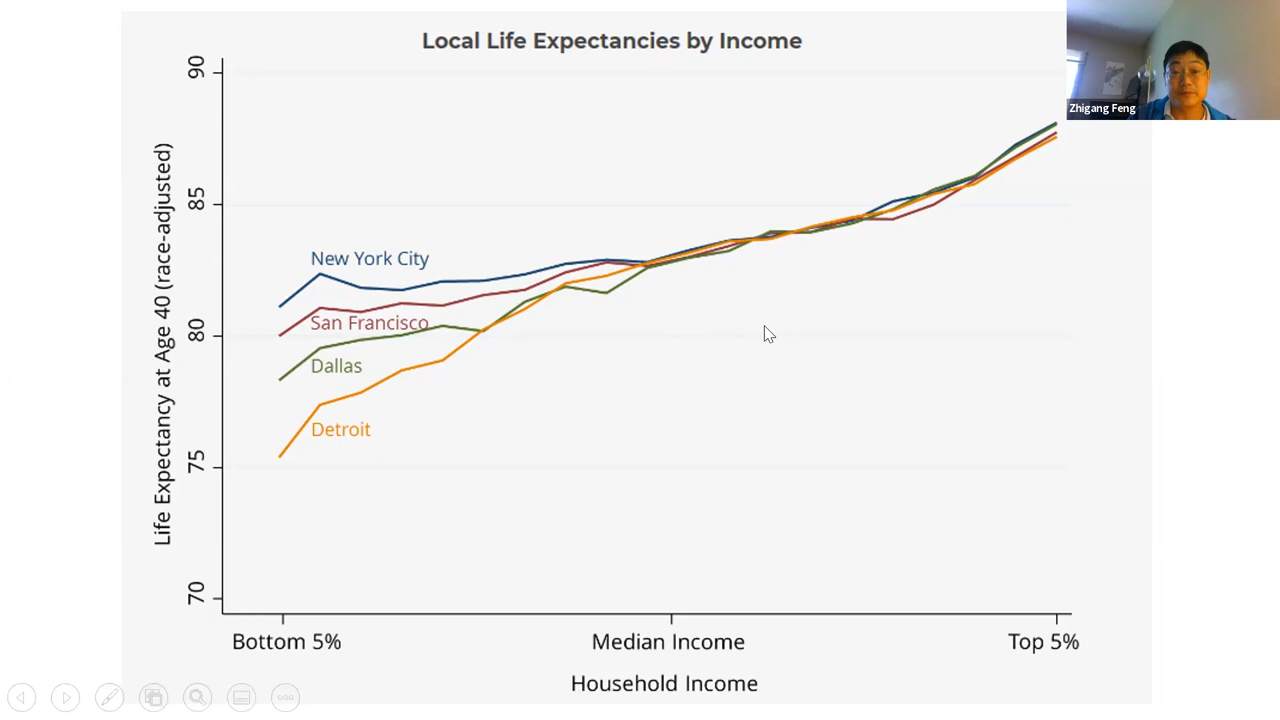 Local Life Expectancies by Income
Zhigang Feng
Life Expectancy at Age 40 (race-adjusted)
90
85
80
75
70
New York City
San Francisco
Dallas
Detroit
Bottom 5%
Median Income
Top 5%
Household Income